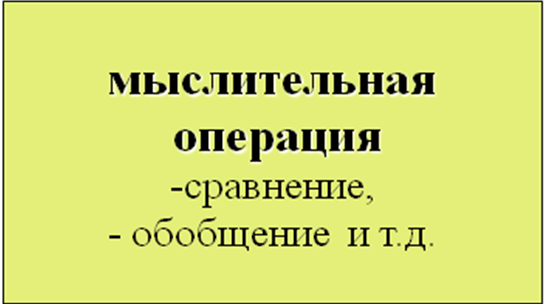 мыслительная
операция
-сравнение,
- обобщение и т.д.